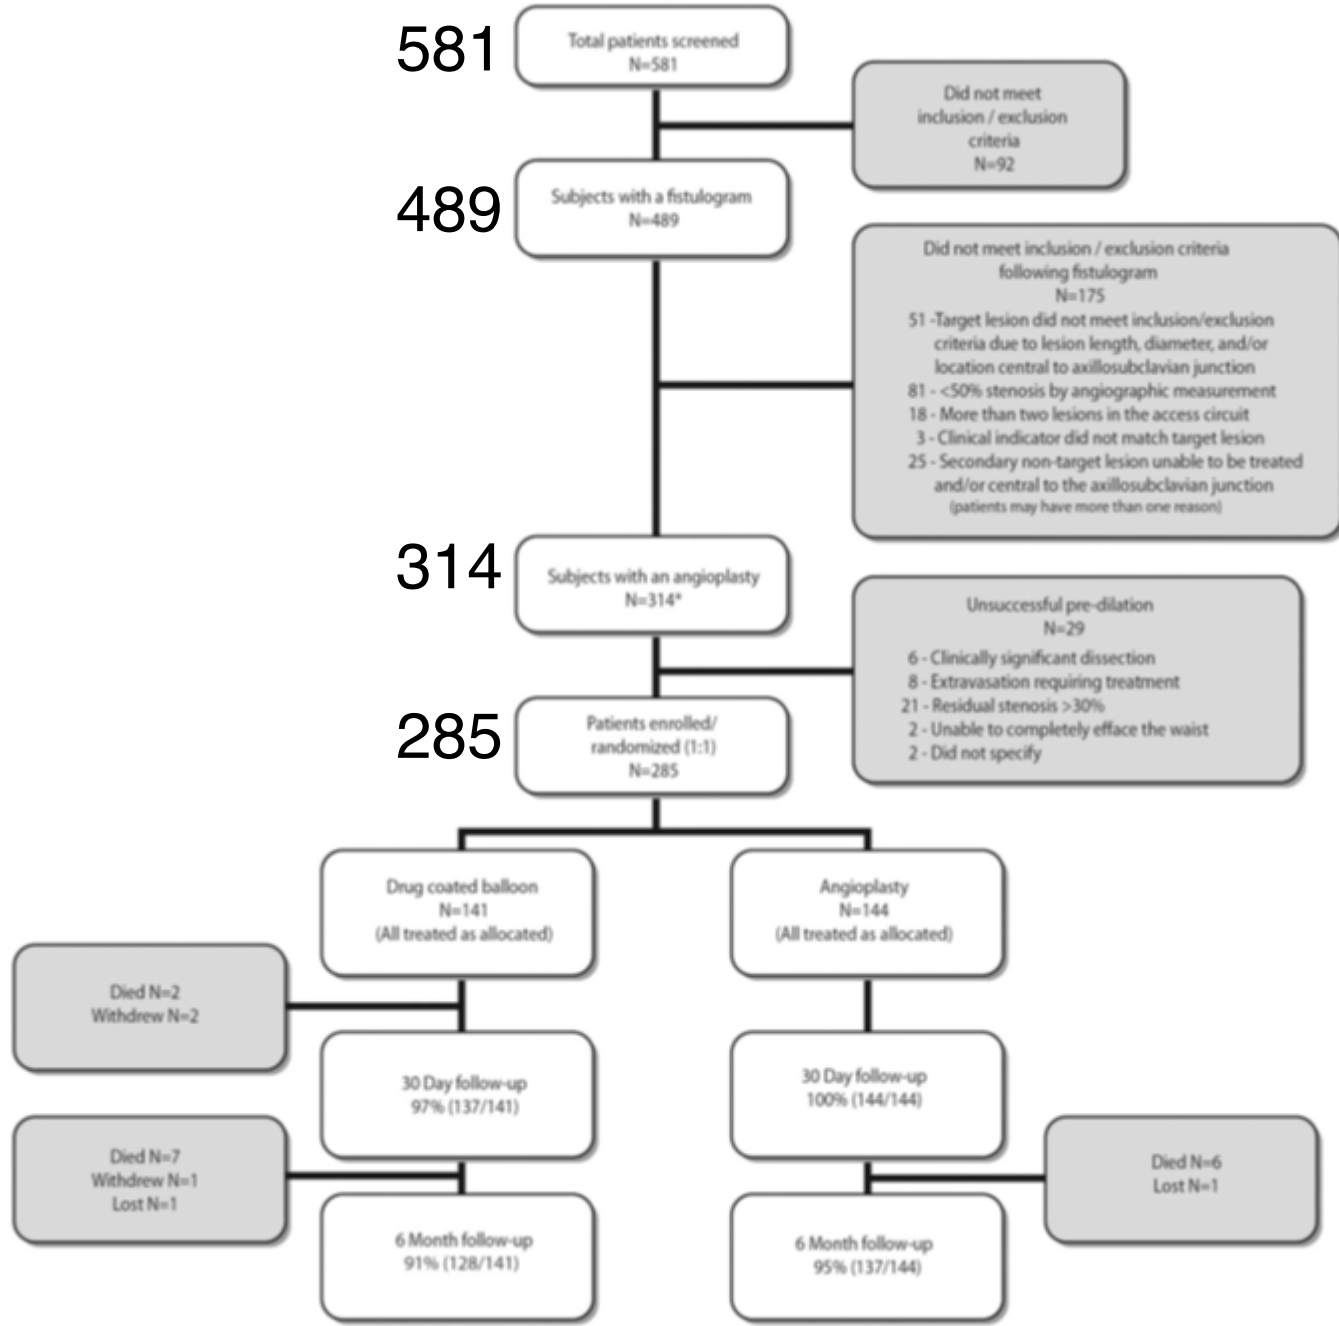 581
Total patients screened
N=581
Did not meet
inclusion / exclusion
criteria
N=92
489
Subjects with a fistulogram
N=489
Did not meet inclusion / exclusion criteria
following fistulogram
N=175
51 -Target lesion did not meet inclusion/exclusion
criteria due to lesion length, diameter, and/or
location central to axillosubclavian junction
81 - <50% stenosis by angiographic measurement
18 - More than two lesions in the access circuit
3 - Clinical indicator did not match target lesion
25 - Secondary non-target lesion unable to be treated
and/or central to the axillosubclavian junction
(patients may have more than one reason)
314
Subjects with an angioplasty
N=314*
Unsuccessful pre-dilation
N=29
6 - Clinically significant dissection
8 - Extravasation requiring treatment
21 - Residual stenosis >30%
2 - Unable to completely efface the waist
2 - Did not specify
285
Patients enrolled/
randomized (1:1)
N=285
Drug coated balloon
N=141
(All treated as allocated)
Angioplasty
N=144
(All treated as allocated)
Died N=2
Withdrew N=2
30 Day follow-up
97% (137/141)
30 Day follow-up
100% (144/144)
Died N=7
Withdrew N=1
Lost N=1
Died N=6
Lost N=1
6 Month follow-up
91% (128/141)
6 Month follow-up
95% (137/144)